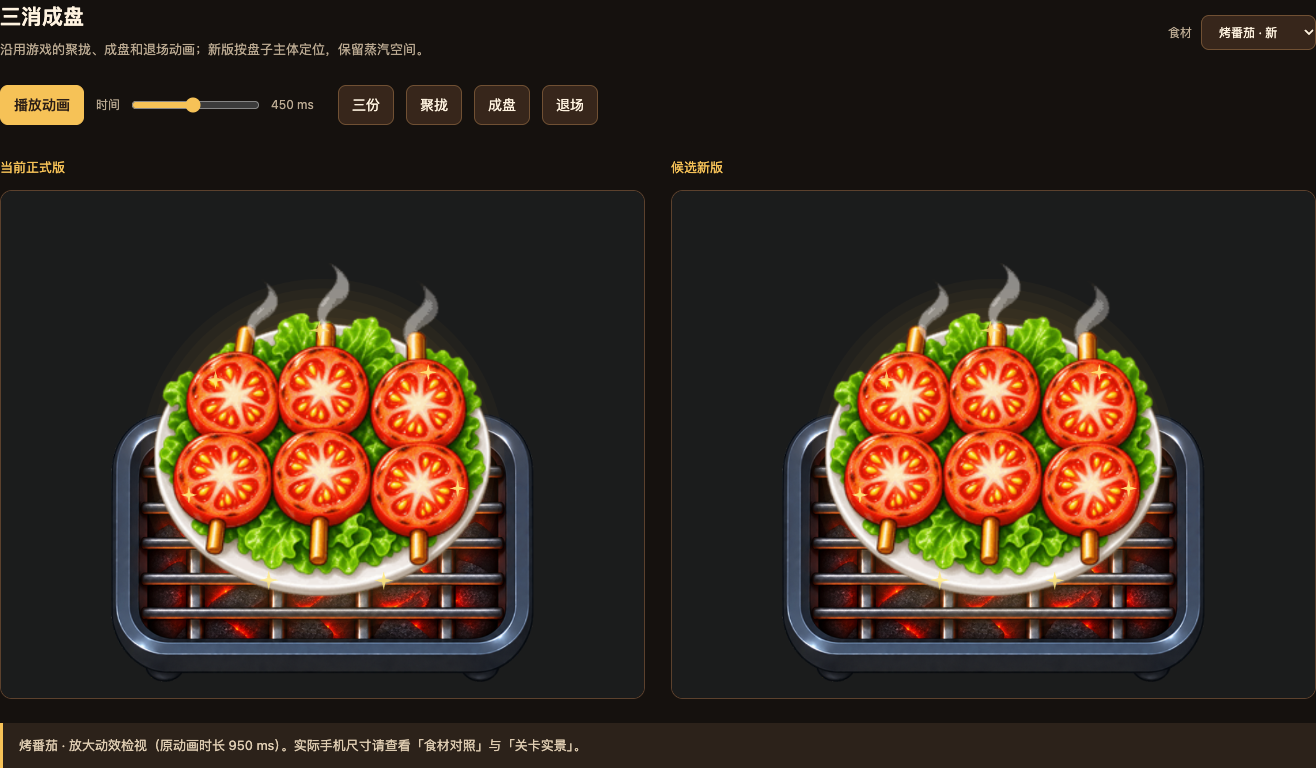 三消成盘
沿用游戏的聚拢、成盘和退场动画；新版按盘子主体定位，保留蒸汽空间。
食材
烤番茄 · 新
播放动画
时间
450 ms
三份
聚拢
成盘
退场
当前正式版
候选新版
烤番茄 · 放大动效检视（原动画时长 950 ms）。实际手机尺寸请查看「食材对照」与「关卡实景」。